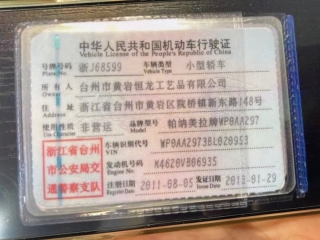 中华人民共和国机动车行驶证
Vehicle License of the People's Republic of China
号牌号码 浙J68599 车辆类型 小型轿车
Plate No. Vehicle Type
所有人 台州市黄岩恒龙工艺品有限公司
Owner
住址 浙江省台州市黄岩区院桥镇新东路148号
Address
使用性质 非营运 品牌型号 帕纳美拉牌WP0AA297
Model
浙江省台州
市公安局交
通警察支队
车辆识别代号 WP0AA2973BL020953
VIN
发动机号码 M4620V006935
Engine No.
注册日期 2011-08-05 发证日期 2013-01-29
Register Date Issue Date